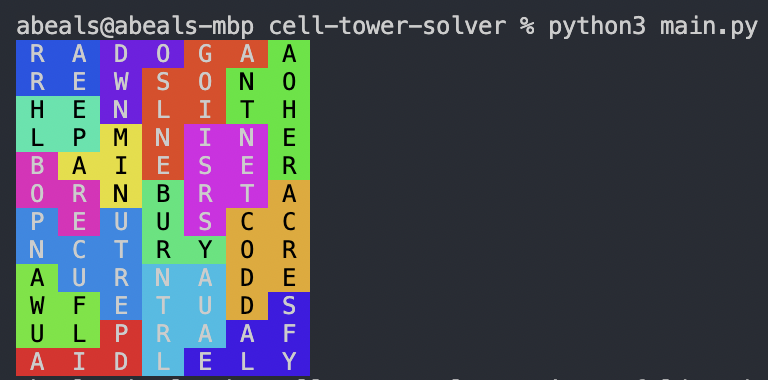 abeals@abeals-mbp cell-tower-solver % python3 main.py
R A D O G A A
R E W S O N O
H E N L I T H
L P M N I N E
B A I E S E R
O R N B R T A
P E U U S C C
N C T R Y O R
A U R N A D E
W F E T U D S
U L P R A A F
A I D L E L Y